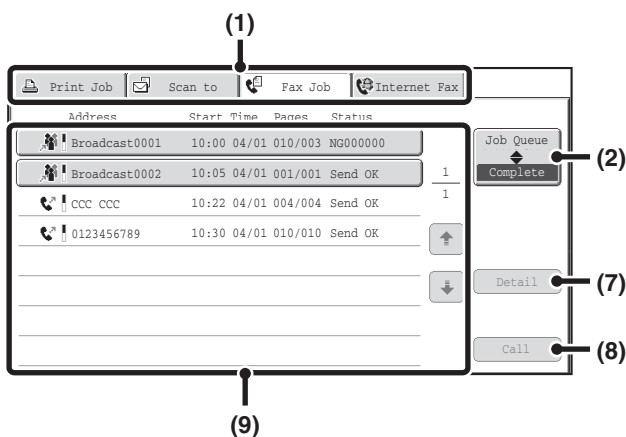 (1)
Print Job Scan to Fax Job Internet Fax
Address Start Time Pages Status
Broadcast0001 10:00 04/01 010/003 NG000000
Broadcast0002 10:05 04/01 001/001 Send OK
CCC CCC 10:22 04/01 004/004 Send OK
0123456789 10:30 04/01 010/010 Send OK
1
1
Job Queue
Complete
(2)
Detail
(7)
Call
(8)
(9)